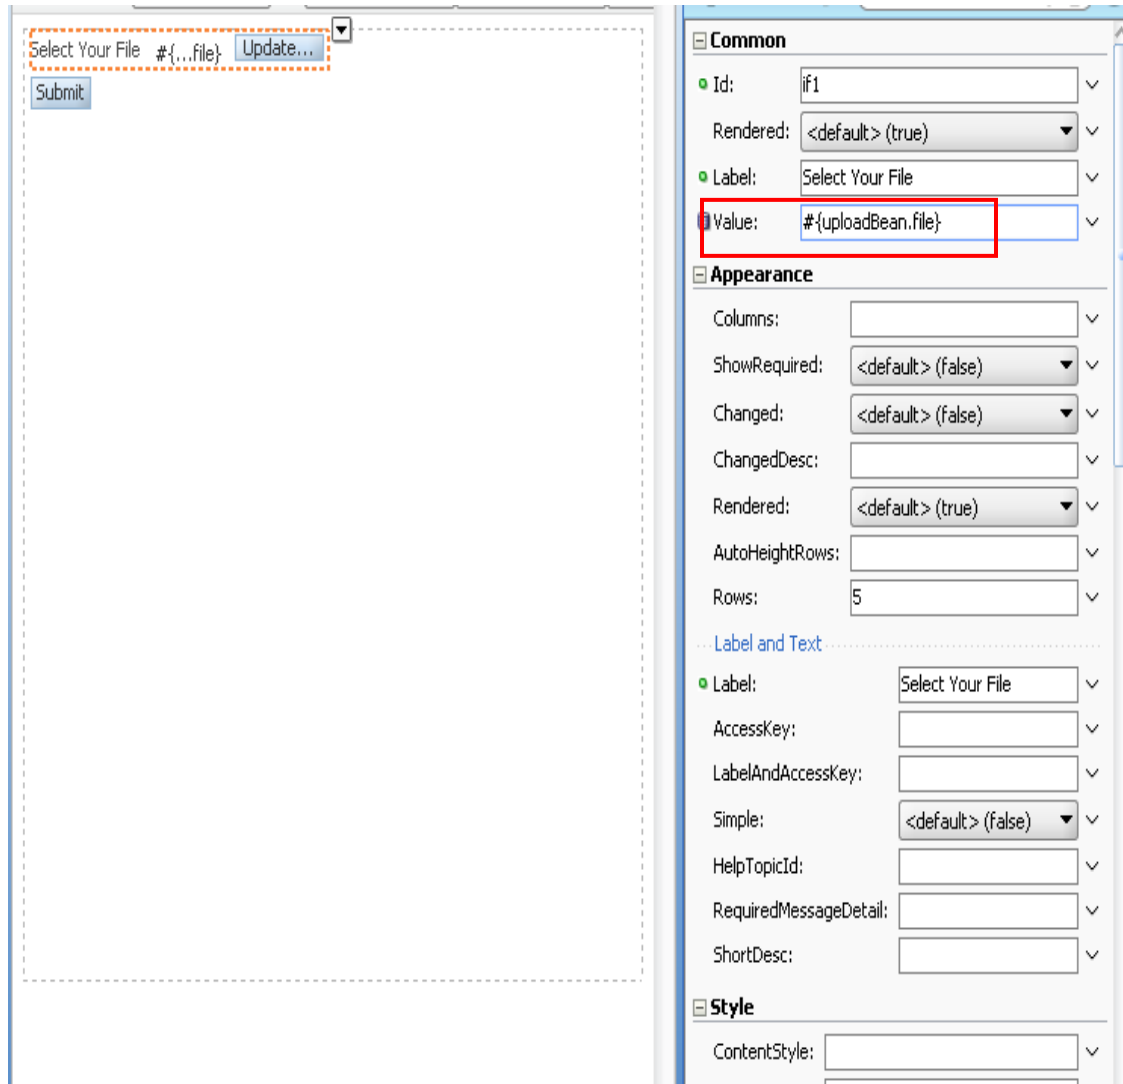 Select Your File #{...file} Update...
Submit
Common
Id: if1
Rendered: <default> (true)
Label: Select Your File
Value: #{uploadBean.file}
Appearance
Columns:
ShowRequired: <default> (false)
Changed: <default> (false)
ChangedDesc:
Rendered: <default> (true)
AutoHeightRows:
Rows: 5
Label and Text
Label: Select Your File
AccessKey:
LabelAndAccessKey:
Simple: <default> (false)
HelpTopicId:
RequiredMessageDetail:
ShortDesc:
Style
ContentStyle: